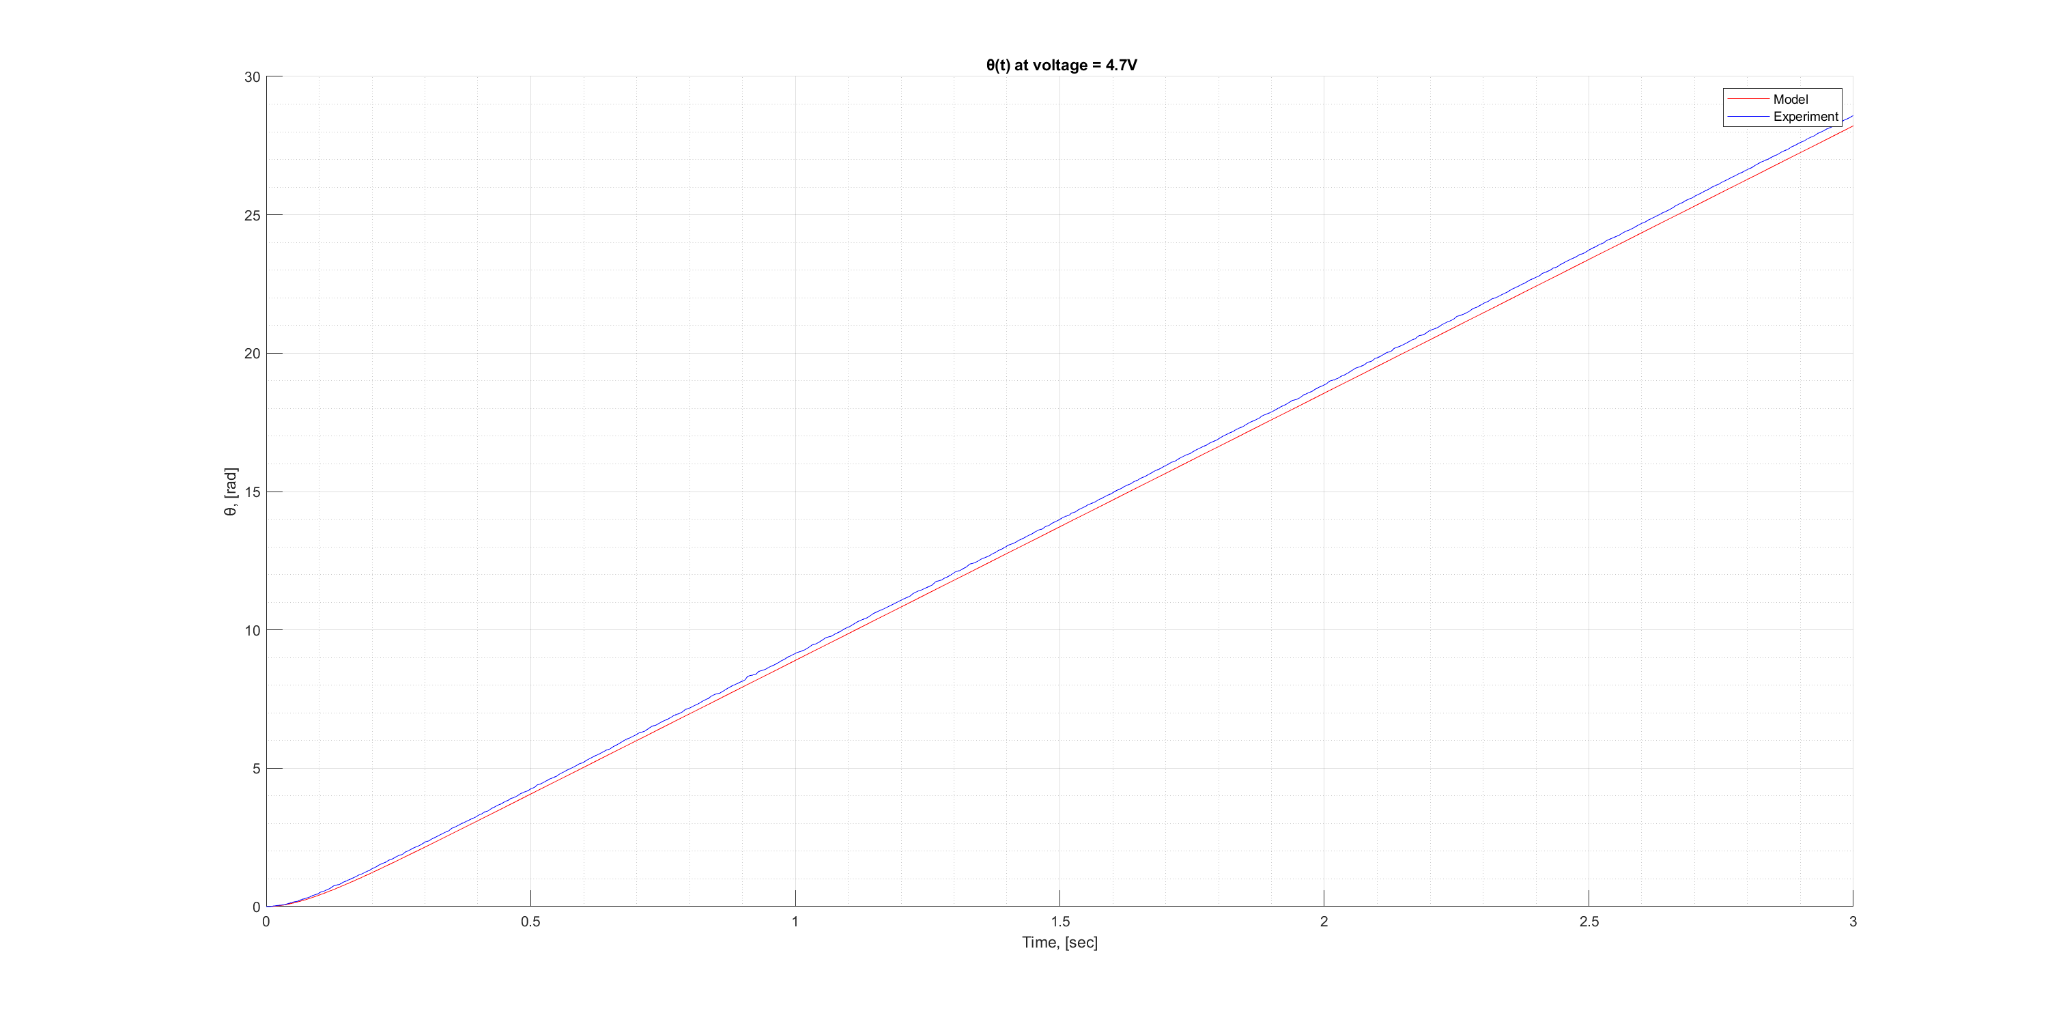 θ(t) at voltage = 4.7V
30
25
20
15
10
5
0
θ, [rad]
Model
Experiment
0 0.5 1 1.5 2 2.5 3
Time, [sec]